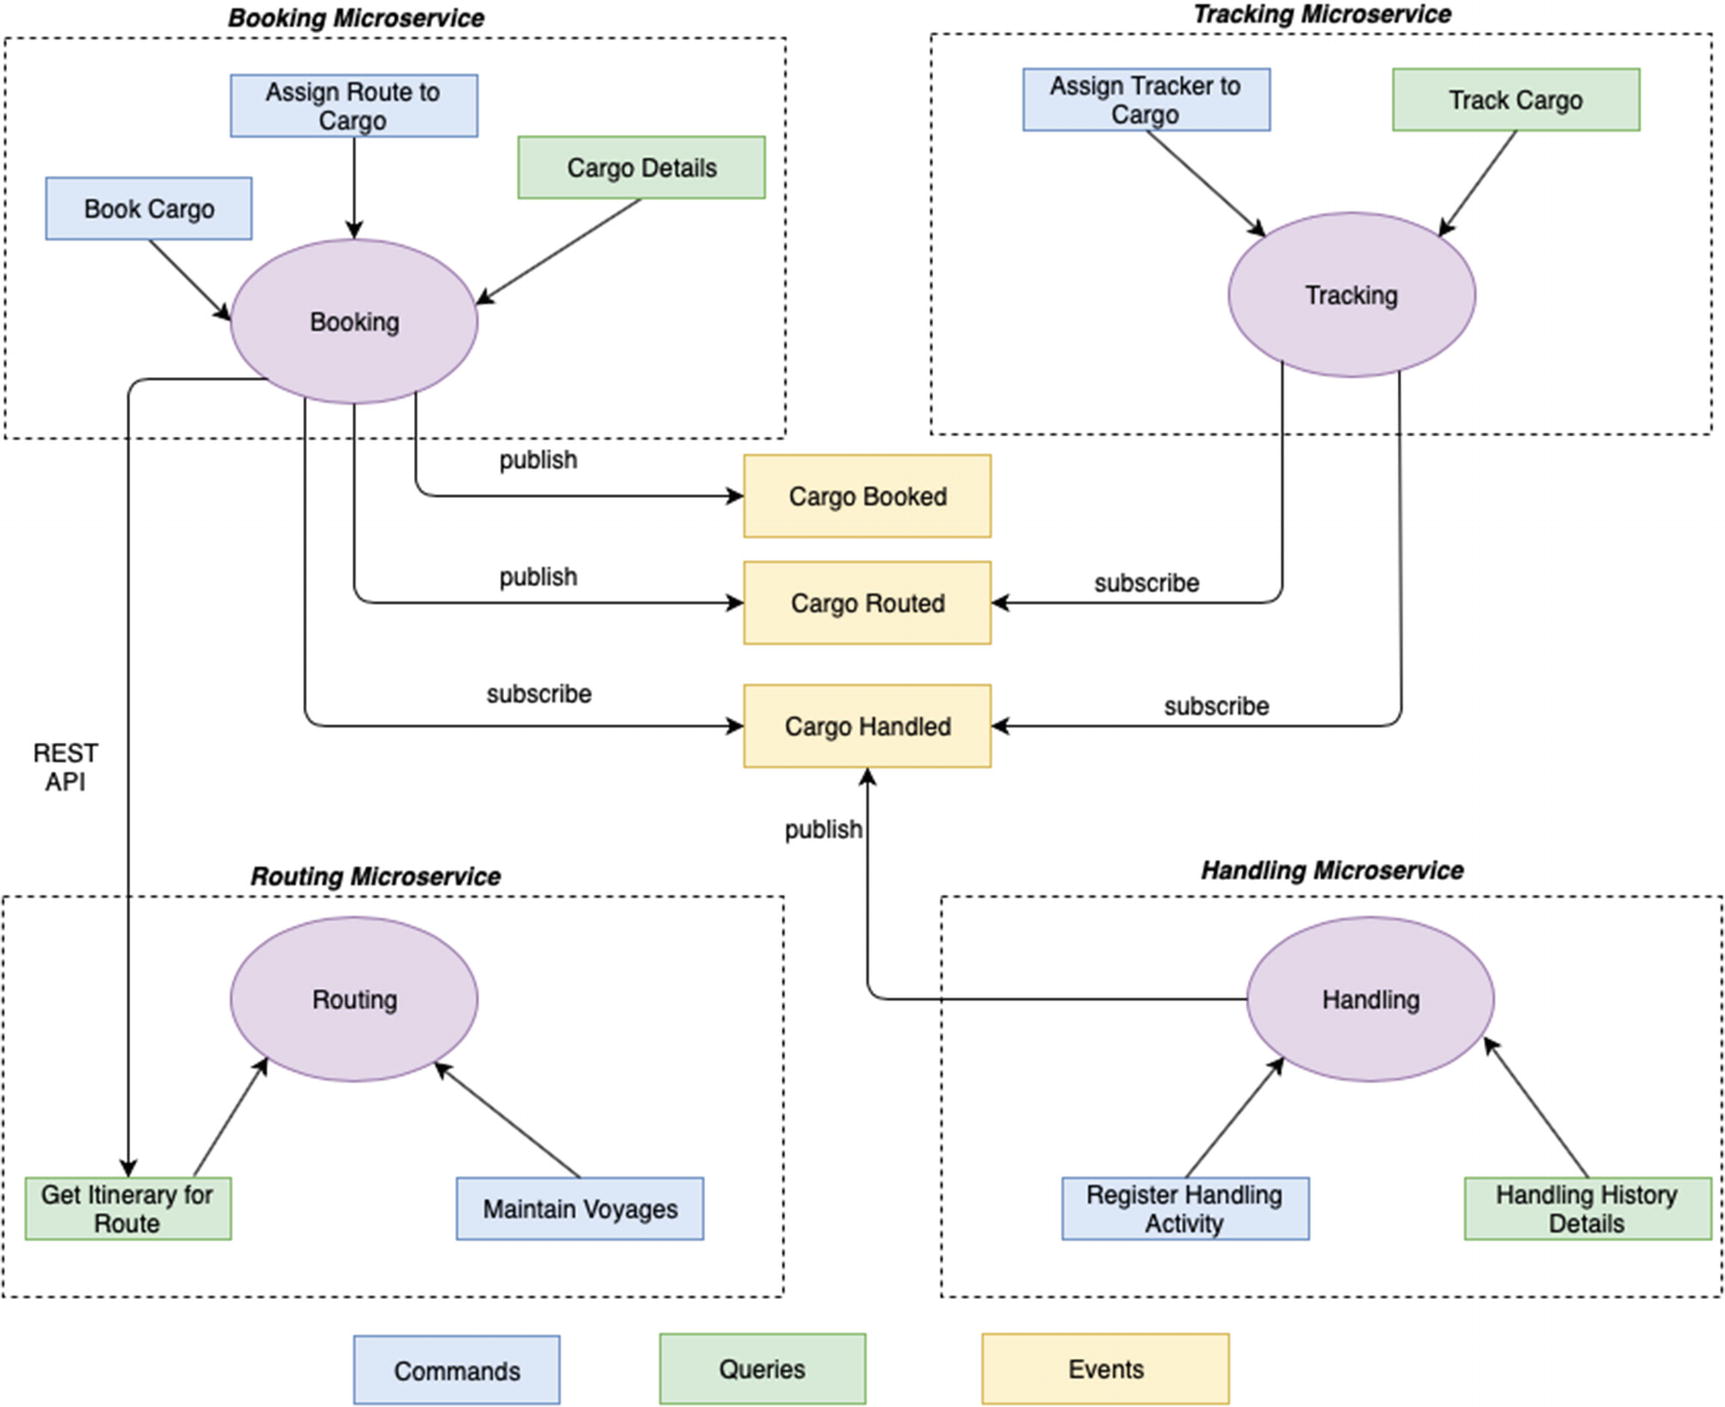 Booking Microservice
Tracking Microservice
Assign Route to
Cargo
Cargo Details
Book Cargo
Booking
Assign Tracker to
Cargo
Track Cargo
Tracking
publish
Cargo Booked
publish
Cargo Routed
subscribe
subscribe
Cargo Handled
subscribe
REST
API
publish
Routing Microservice
Handling Microservice
Routing
Handling
Get Itinerary for
Route
Maintain Voyages
Register Handling
Activity
Handling History
Details
Commands
Queries
Events